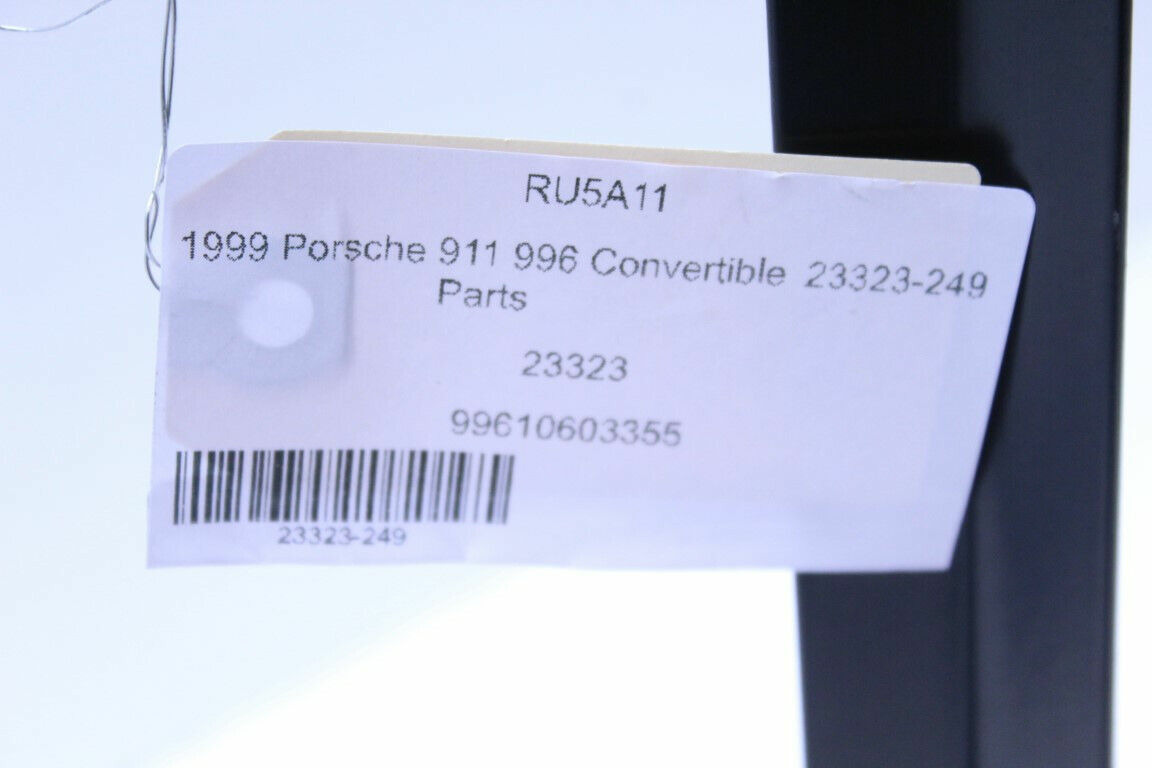 RU5A11
1999 Porsche 911 996 Convertible 23323-249
Parts
23323
99610603355
23323-249